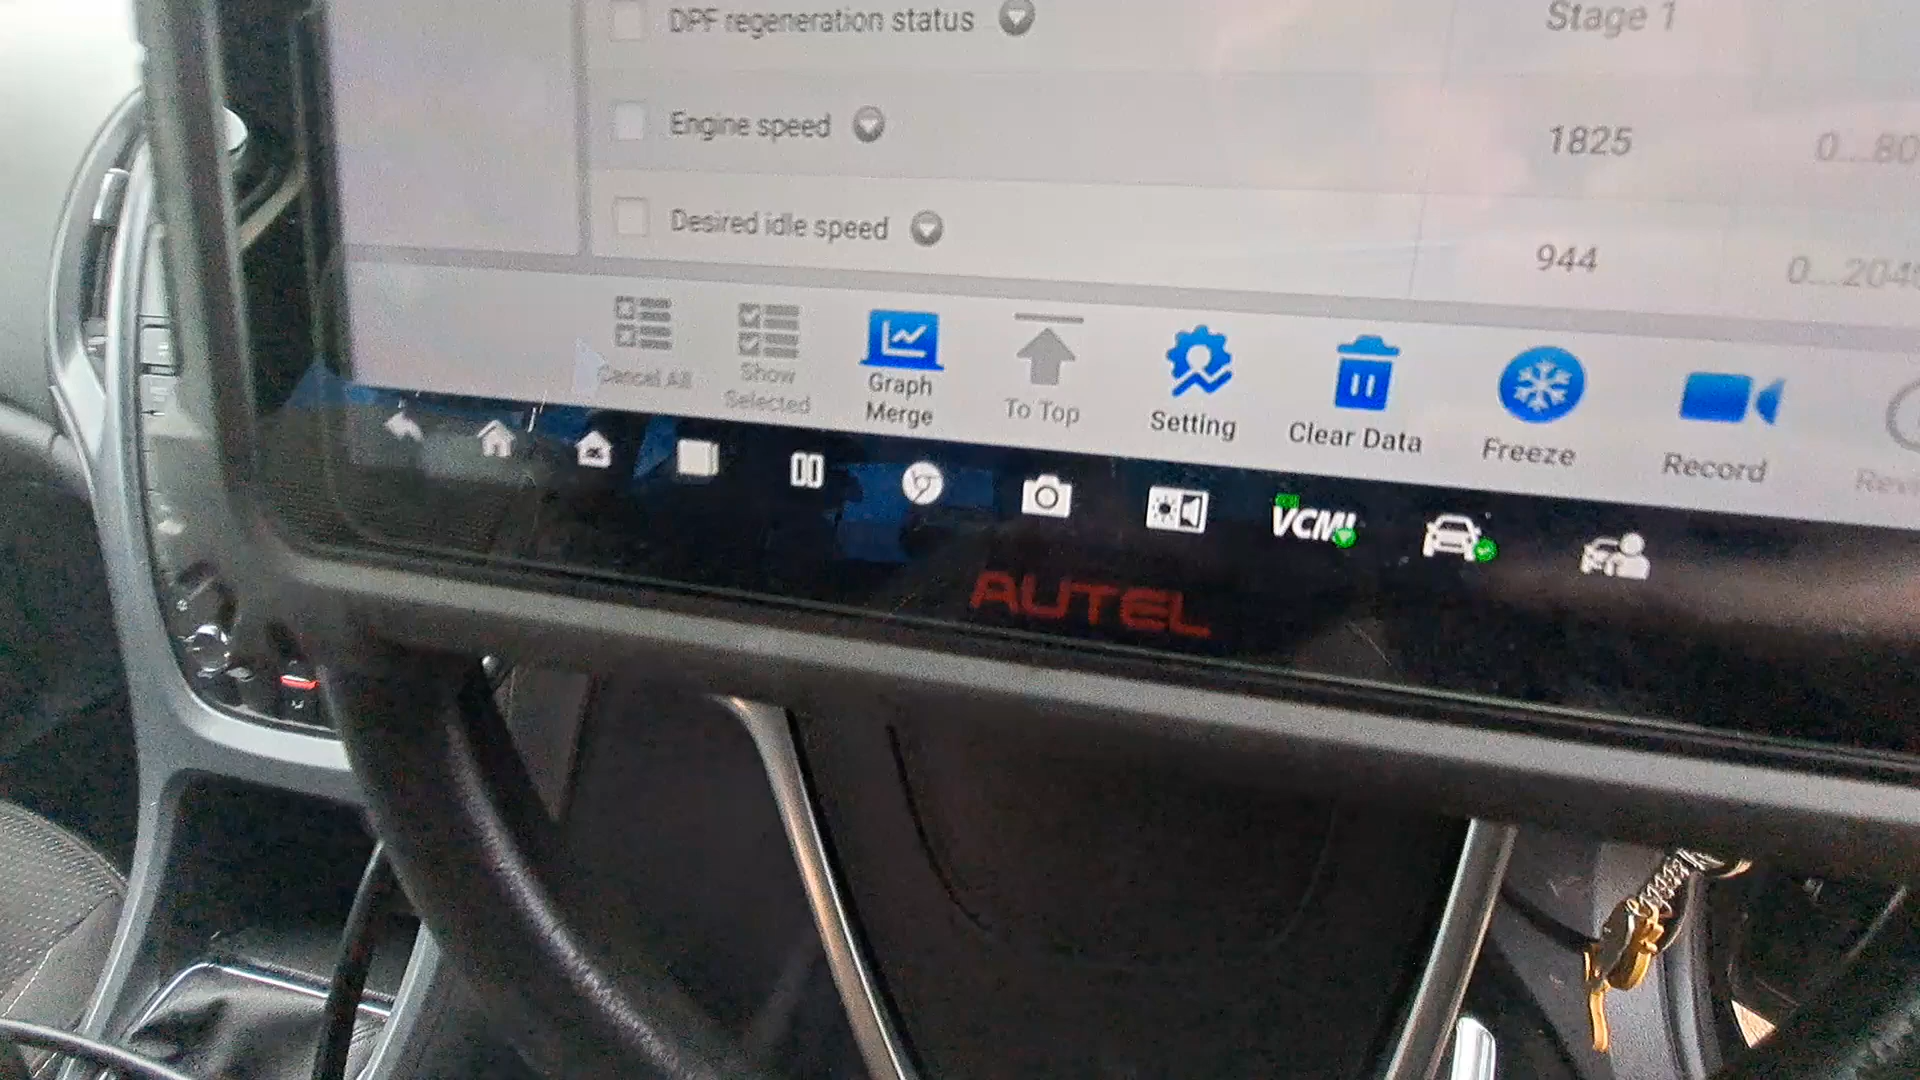 DPF regeneration status Stage 1
Engine speed 1825 0...80
Desired idle speed 944 0...204
Cancel All
Show
Selected
Graph
Merge
To Top
Setting
Clear Data
Freeze
Record
VCMI
AUTEL